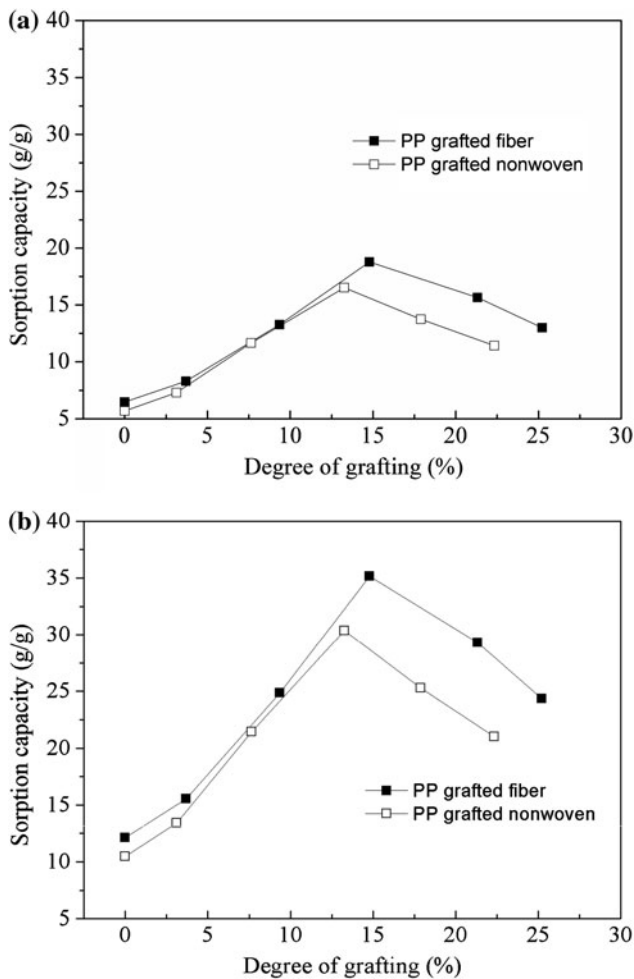 (a)
40
35
30
25
20
15
10
5
Sorption capacity (g/g)
PP grafted fiber
PP grafted nonwoven
0 5 10 15 20 25 30
Degree of grafting (%)
(b)
40
35
30
25
20
15
10
5
Sorption capacity (g/g)
PP grafted fiber
PP grafted nonwoven
0 5 10 15 20 25 30
Degree of grafting (%)